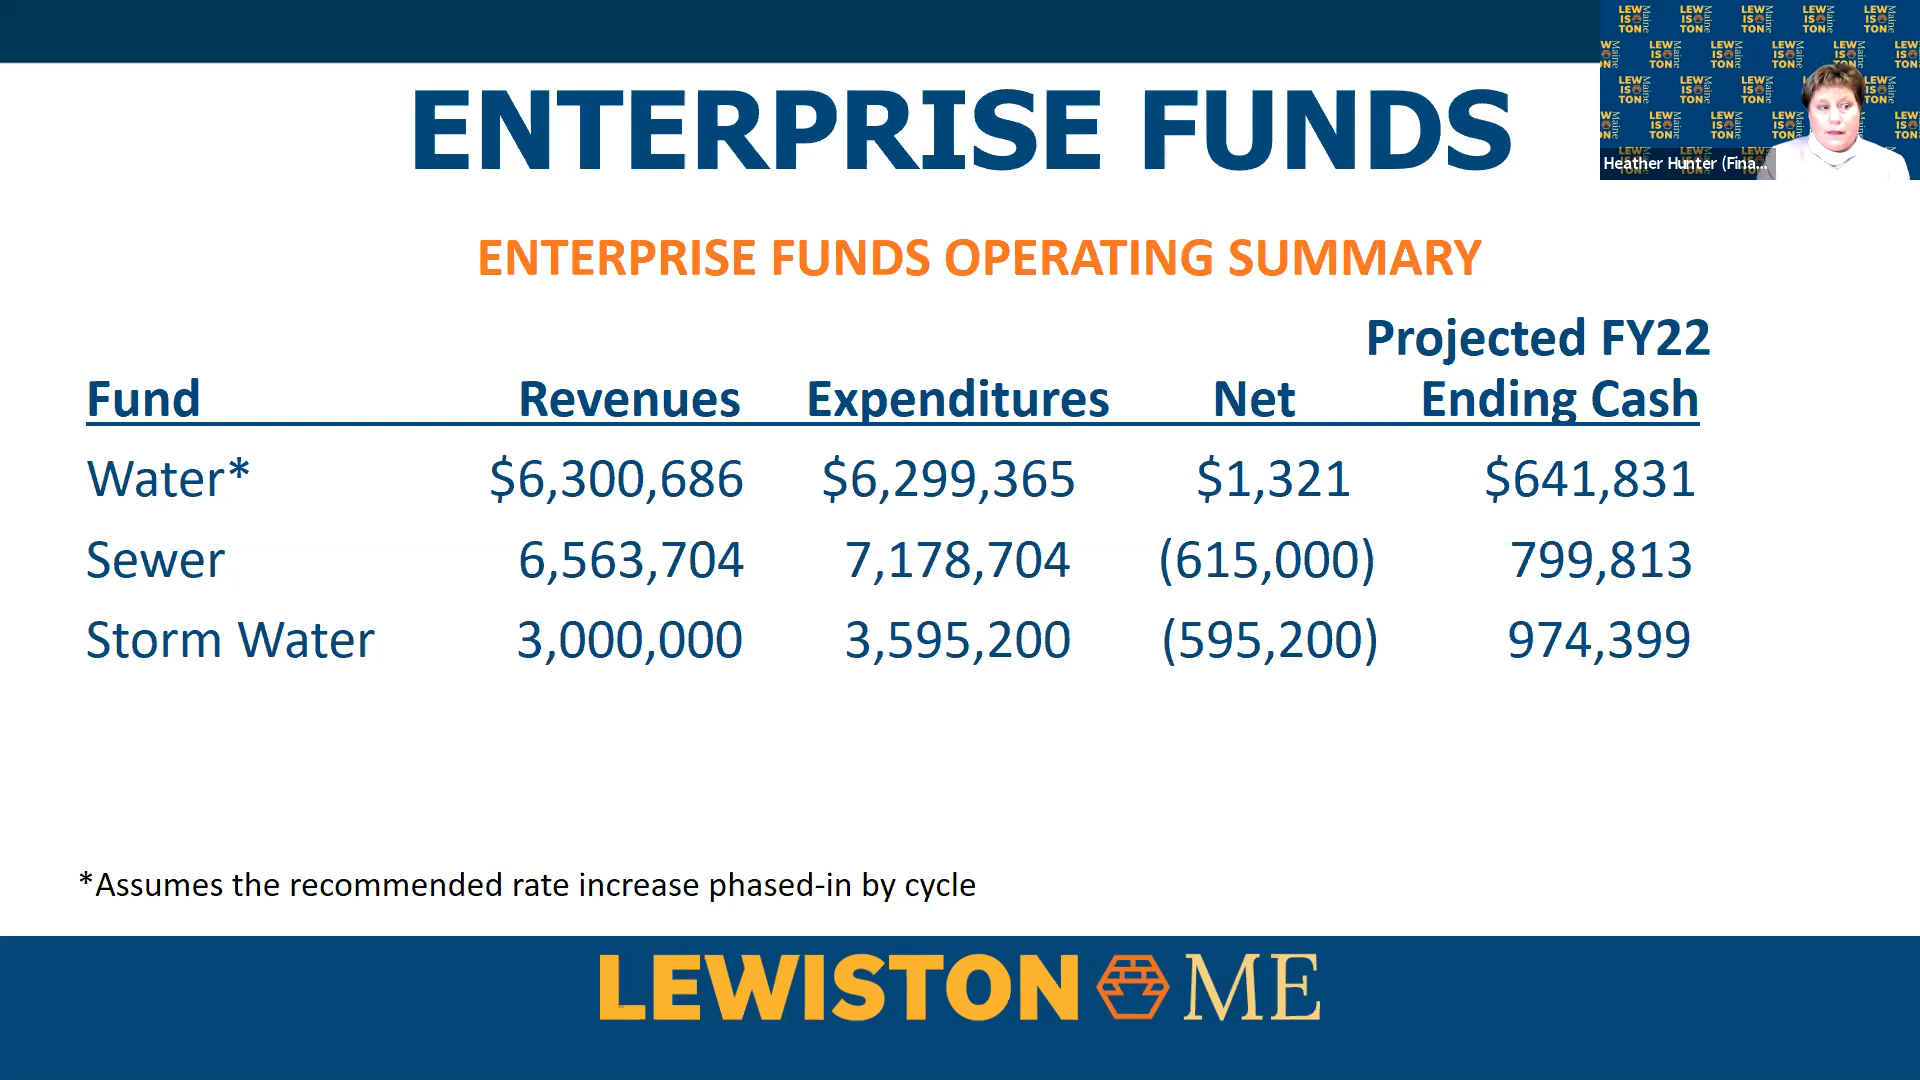 ENTERPRISE FUNDS
Heather Hunter (Fina...
ENTERPRISE FUNDS OPERATING SUMMARY
Projected FY22
Fund Revenues Expenditures Net Ending Cash
Water* $6,300,686 $6,299,365 $1,321 $641,831
Sewer 6,563,704 7,178,704 (615,000) 799,813
Storm Water 3,000,000 3,595,200 (595,200) 974,399
*Assumes the recommended rate increase phased-in by cycle
LEWISTON ME